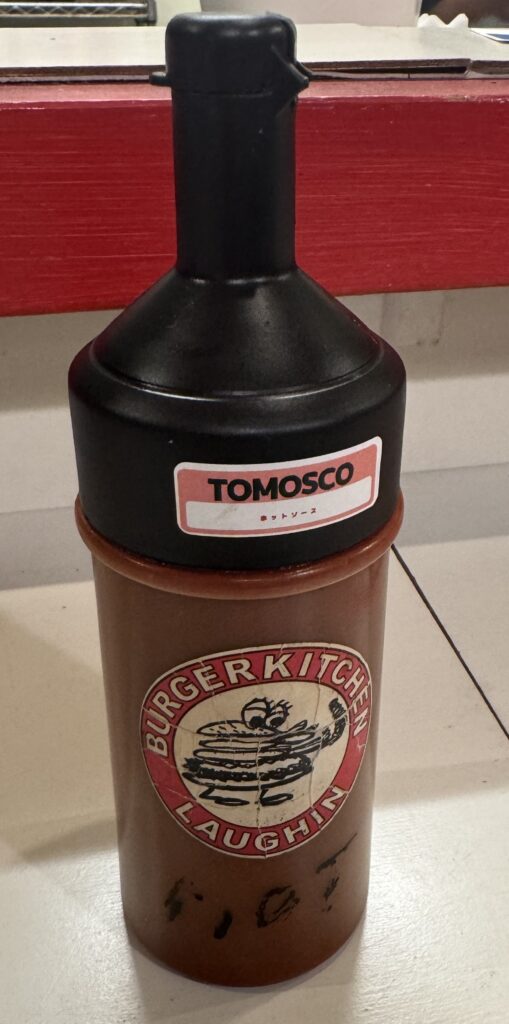 TOMOSCO
ホットソース
BURGERKITCHEN
LAUGHIN